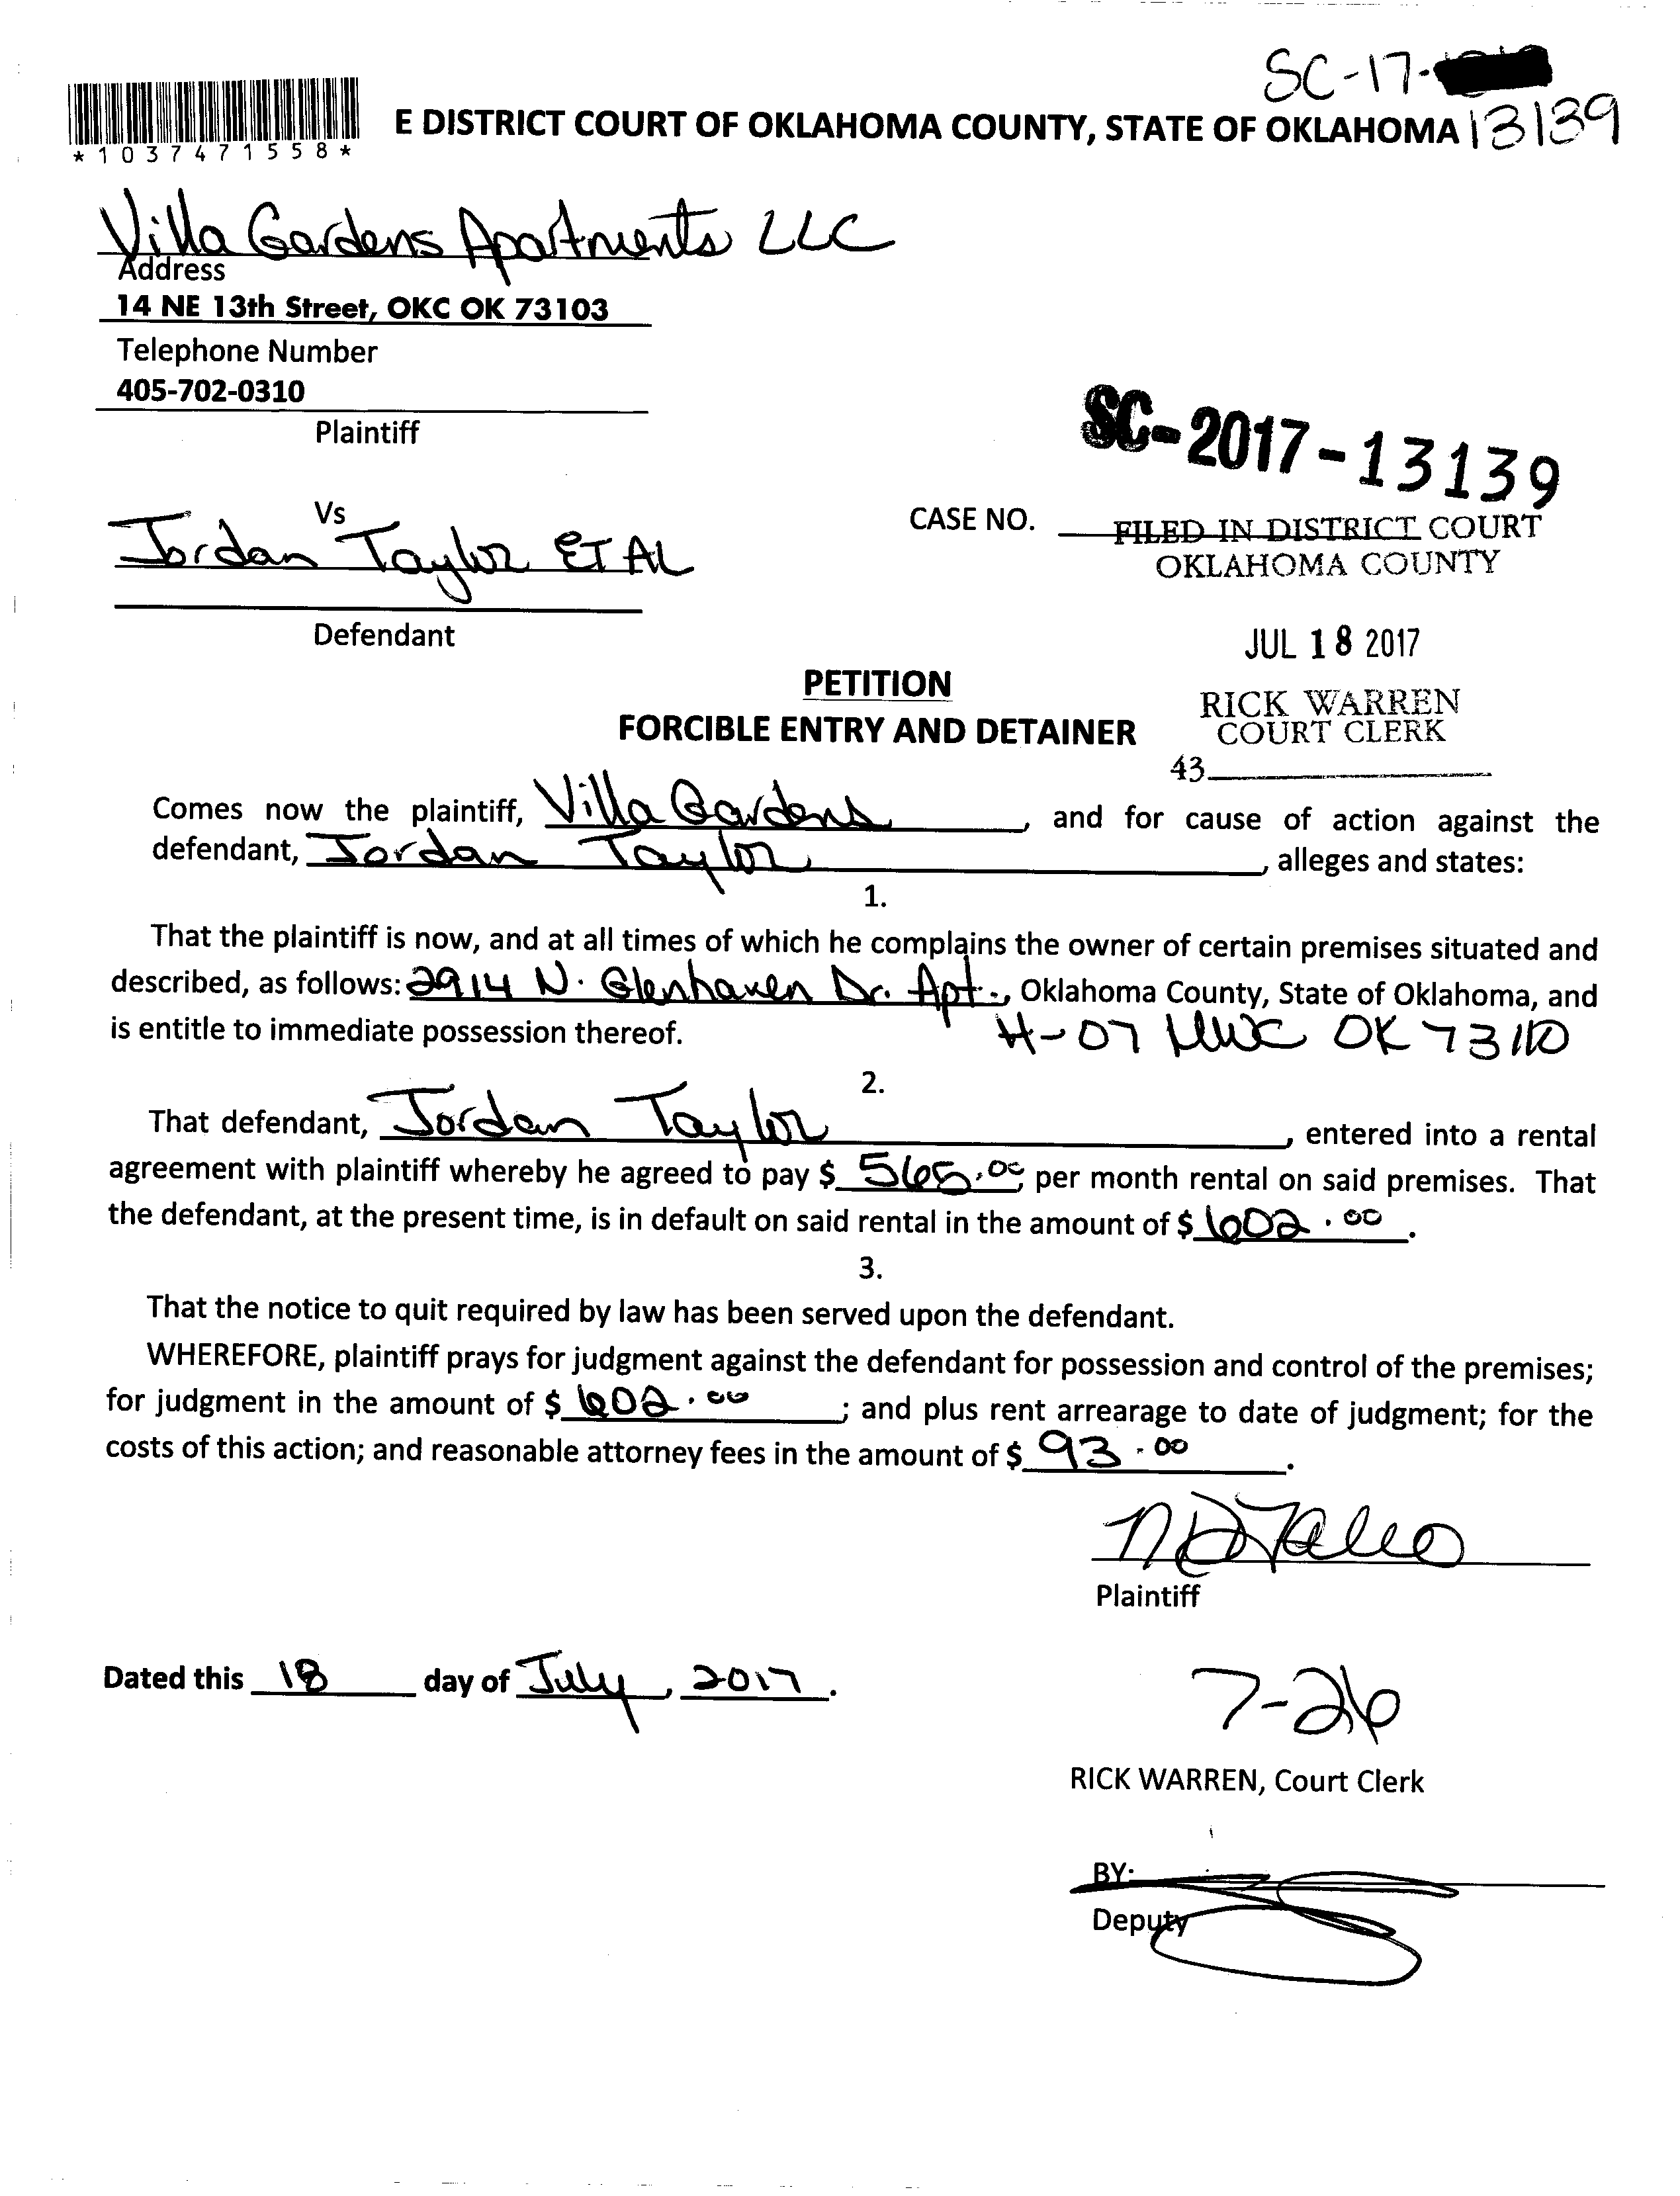 SC-17-
*1037471558*
E DISTRICT COURT OF OKLAHOMA COUNTY, STATE OF OKLAHOMA 13139
Villa Gardens Apartments LLC
Address
14 NE 13th Street, OKC OK 73103
Telephone Number
405-702-0310
Plaintiff
SC-2017-13139
Vs
CASE NO.
FILED IN DISTRICT COURT
OKLAHOMA COUNTY
Jordan Taylor ET AL
Defendant
JUL 18 2017
PETITION
RICK WARREN
COURT CLERK
FORCIBLE ENTRY AND DETAINER
43
Comes now the plaintiff, Villa Gardens, and for cause of action against the
defendant, Jordan Taylor, alleges and states:
1.
That the plaintiff is now, and at all times of which he complains the owner of certain premises situated and
described, as follows: 2914 N. Glenhaven Dr. Apt., Oklahoma County, State of Oklahoma, and
is entitle to immediate possession thereof. H-07 MWC OK 73110
2.
That defendant, Jordan Taylor, entered into a rental
agreement with plaintiff whereby he agreed to pay $ 565.00 per month rental on said premises. That
the defendant, at the present time, is in default on said rental in the amount of $ 602.00.
3.
That the notice to quit required by law has been served upon the defendant.
WHEREFORE, plaintiff prays for judgment against the defendant for possession and control of the premises;
for judgment in the amount of $ 602.00; and plus rent arrearage to date of judgment; for the
costs of this action; and reasonable attorney fees in the amount of $ 93.00.
Plaintiff
Dated this 18 day of July, 2017.
7-26
RICK WARREN, Court Clerk
BY:
Deputy